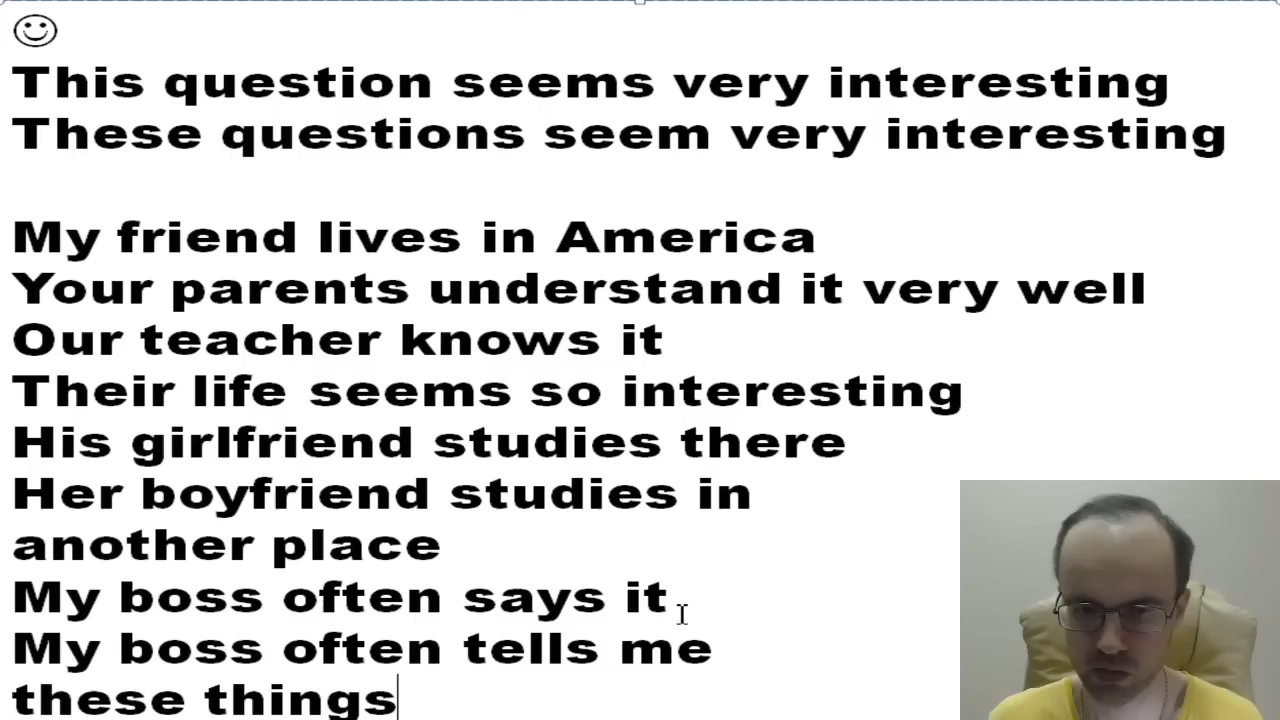 This question seems very interesting
These questions seem very interesting
My friend lives in America
Your parents understand it very well
Our teacher knows it
Their life seems so interesting
His girlfriend studies there
Her boyfriend studies in
another place
My boss often says it
My boss often tells me
these things